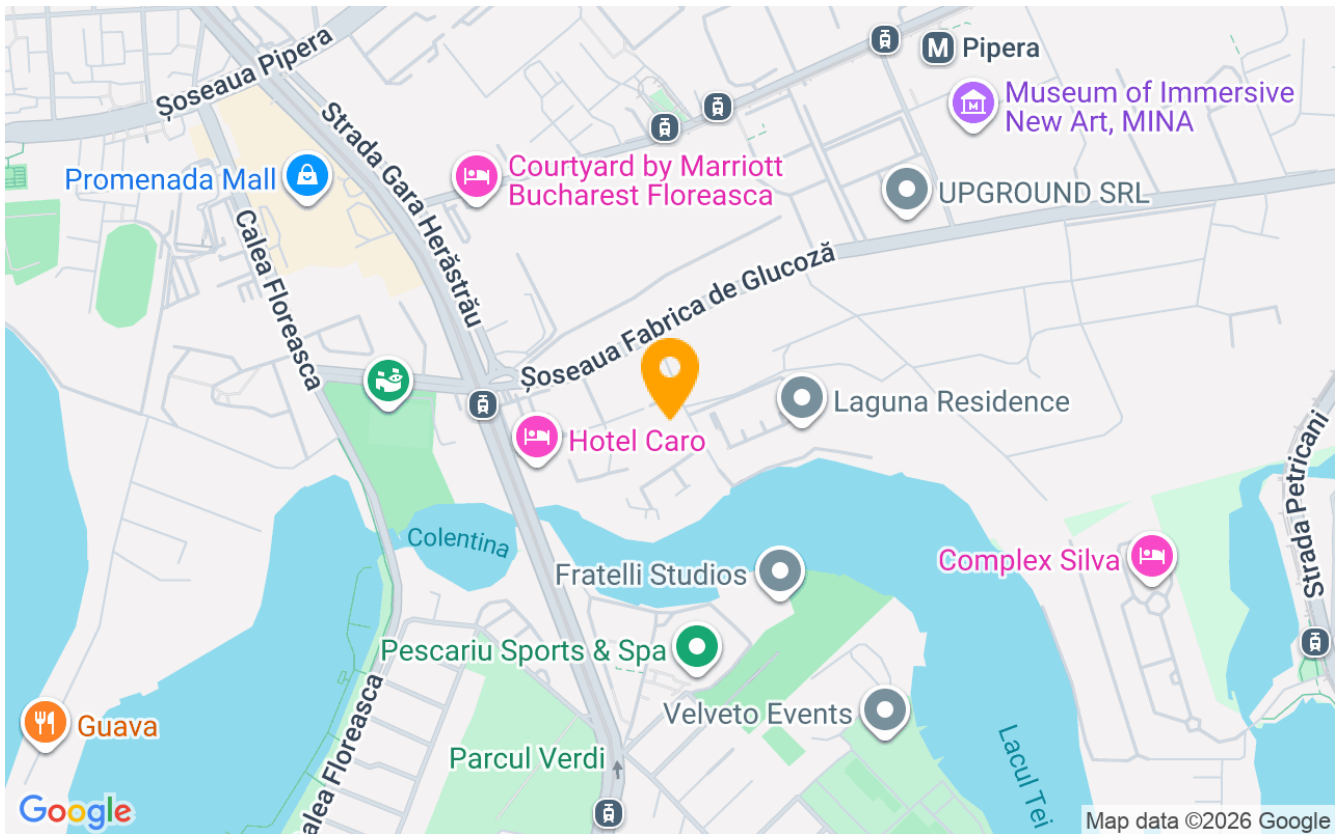 Șoseaua Pipera
Pipera
Museum of Immersive
New Art, MINA
Strada Gara Herăstrău
Promenada Mall
Courtyard by Marriott
Bucharest Floreasca
UPGROUND SRL
Calea Floreasca
Șoseaua Fabrica de Glucoză
Laguna Residence
Hotel Caro
Strada Petricani
Colentina
Fratelli Studios
Complex Silva
Pescariu Sports & Spa
Guava
Velveto Events
Calea Floreasca
Parcul Verdi
Lacul Tei
Google
Map data ©2026 Google